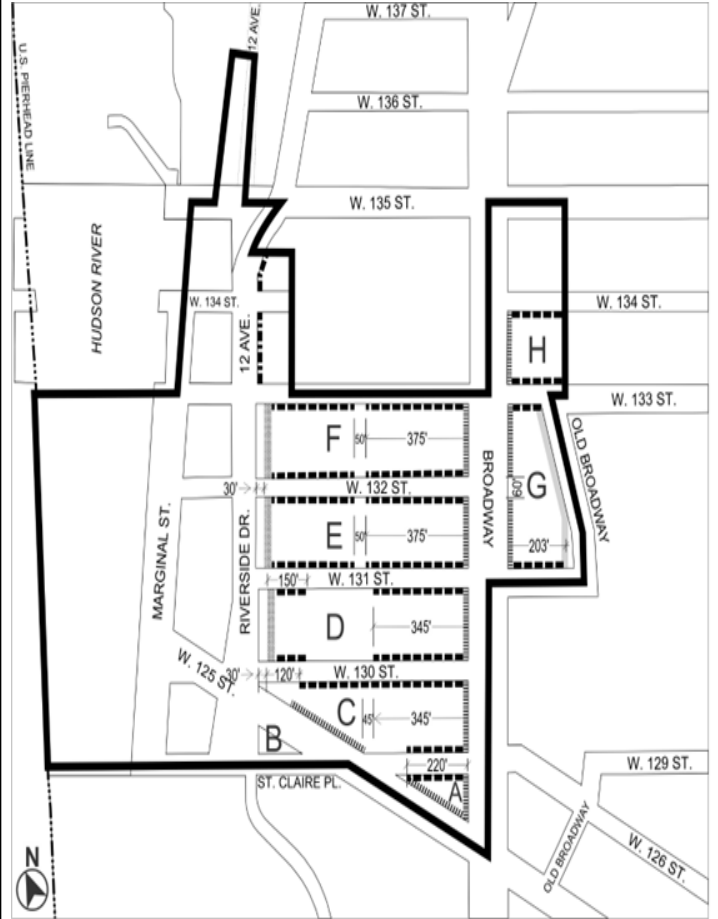 W. 137 ST.
12 AVE.
U.S. PIERHEAD LINE
W. 136 ST.
W. 135 ST.
HUDSON RIVER
W. 134 ST.
W. 134 ST.
12 AVE.
H
W. 133 ST.
F
50'
375'
BROADWAY
OLD BROADWAY
G
60'
203'
30'
W. 132 ST.
E
50'
375'
MARGINAL ST.
RIVERSIDE DR.
150'
W. 131 ST.
D
345'
W. 125 ST.
30'
120'
W. 130 ST.
C
45'
345'
B
220'
A
W. 129 ST.
ST. CLAIRE PL.
OLD BROADWAY
W. 126 ST.
N